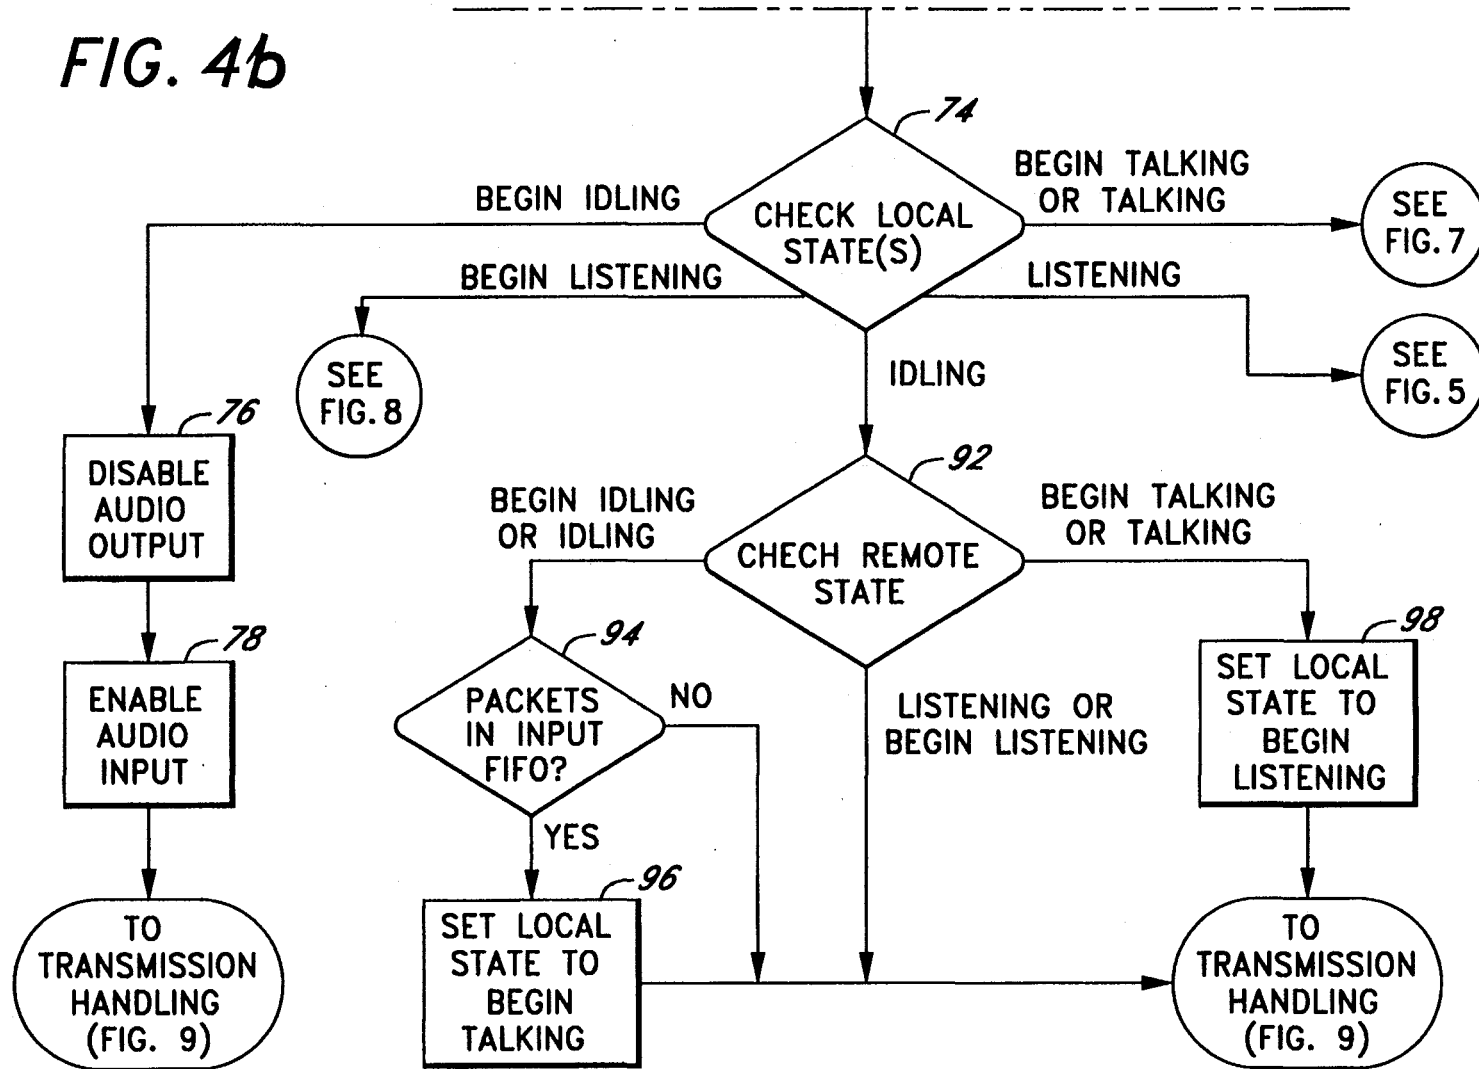 FIG. 4b
74
BEGIN IDLING
CHECK LOCAL
STATE(S)
BEGIN TALKING
OR TALKING
SEE
FIG. 7
BEGIN LISTENING
LISTENING
SEE
FIG. 8
IDLING
SEE
FIG. 5
76
DISABLE
AUDIO
OUTPUT
92
BEGIN IDLING
OR IDLING
CHECH REMOTE
STATE
BEGIN TALKING
OR TALKING
78
ENABLE
AUDIO
INPUT
94
PACKETS
IN INPUT
FIFO?
NO
YES
LISTENING OR
BEGIN LISTENING
98
SET LOCAL
STATE TO
BEGIN
LISTENING
96
SET LOCAL
STATE TO
BEGIN
TALKING
TO
TRANSMISSION
HANDLING
(FIG. 9)
TO
TRANSMISSION
HANDLING
(FIG. 9)